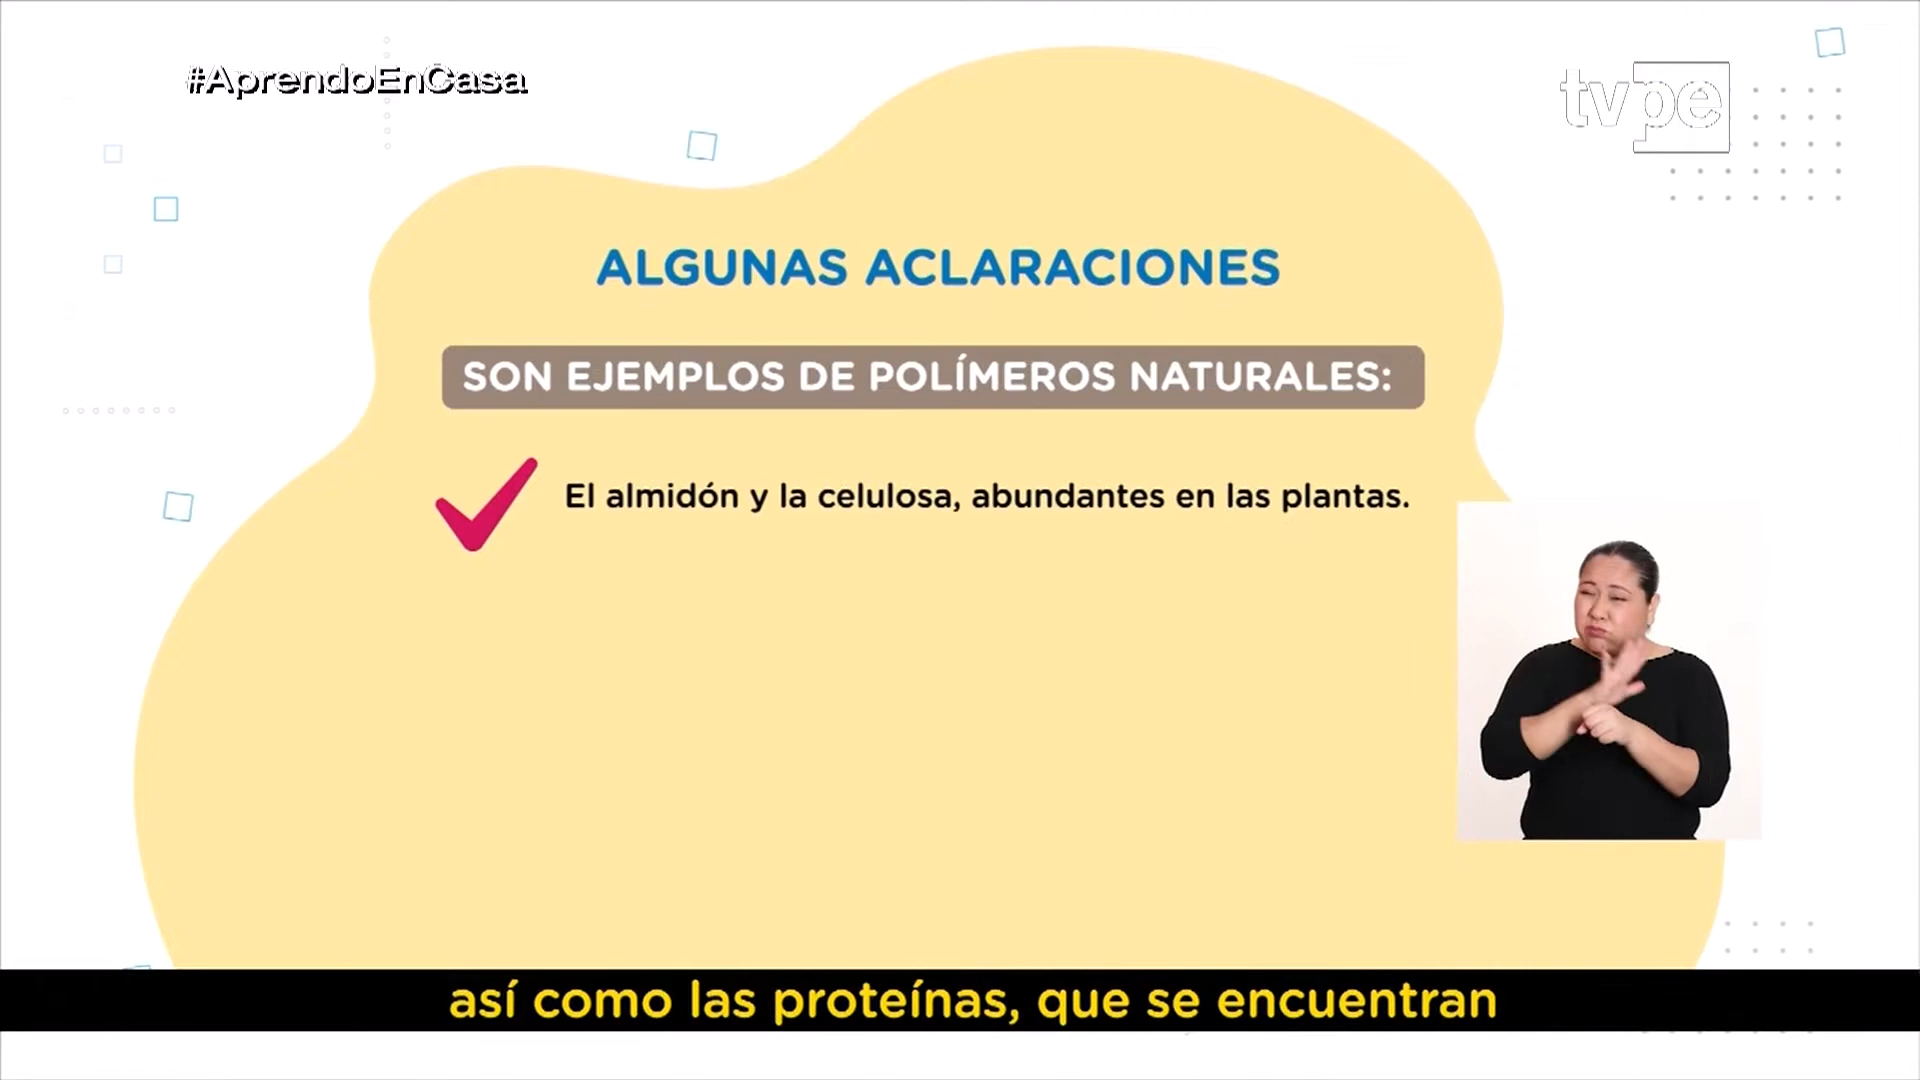 #AprendoEnCasa
tvpe
ALGUNAS ACLARACIONES
SON EJEMPLOS DE POLÍMEROS NATURALES:
El almidón y la celulosa, abundantes en las plantas.
así como las proteínas, que se encuentran